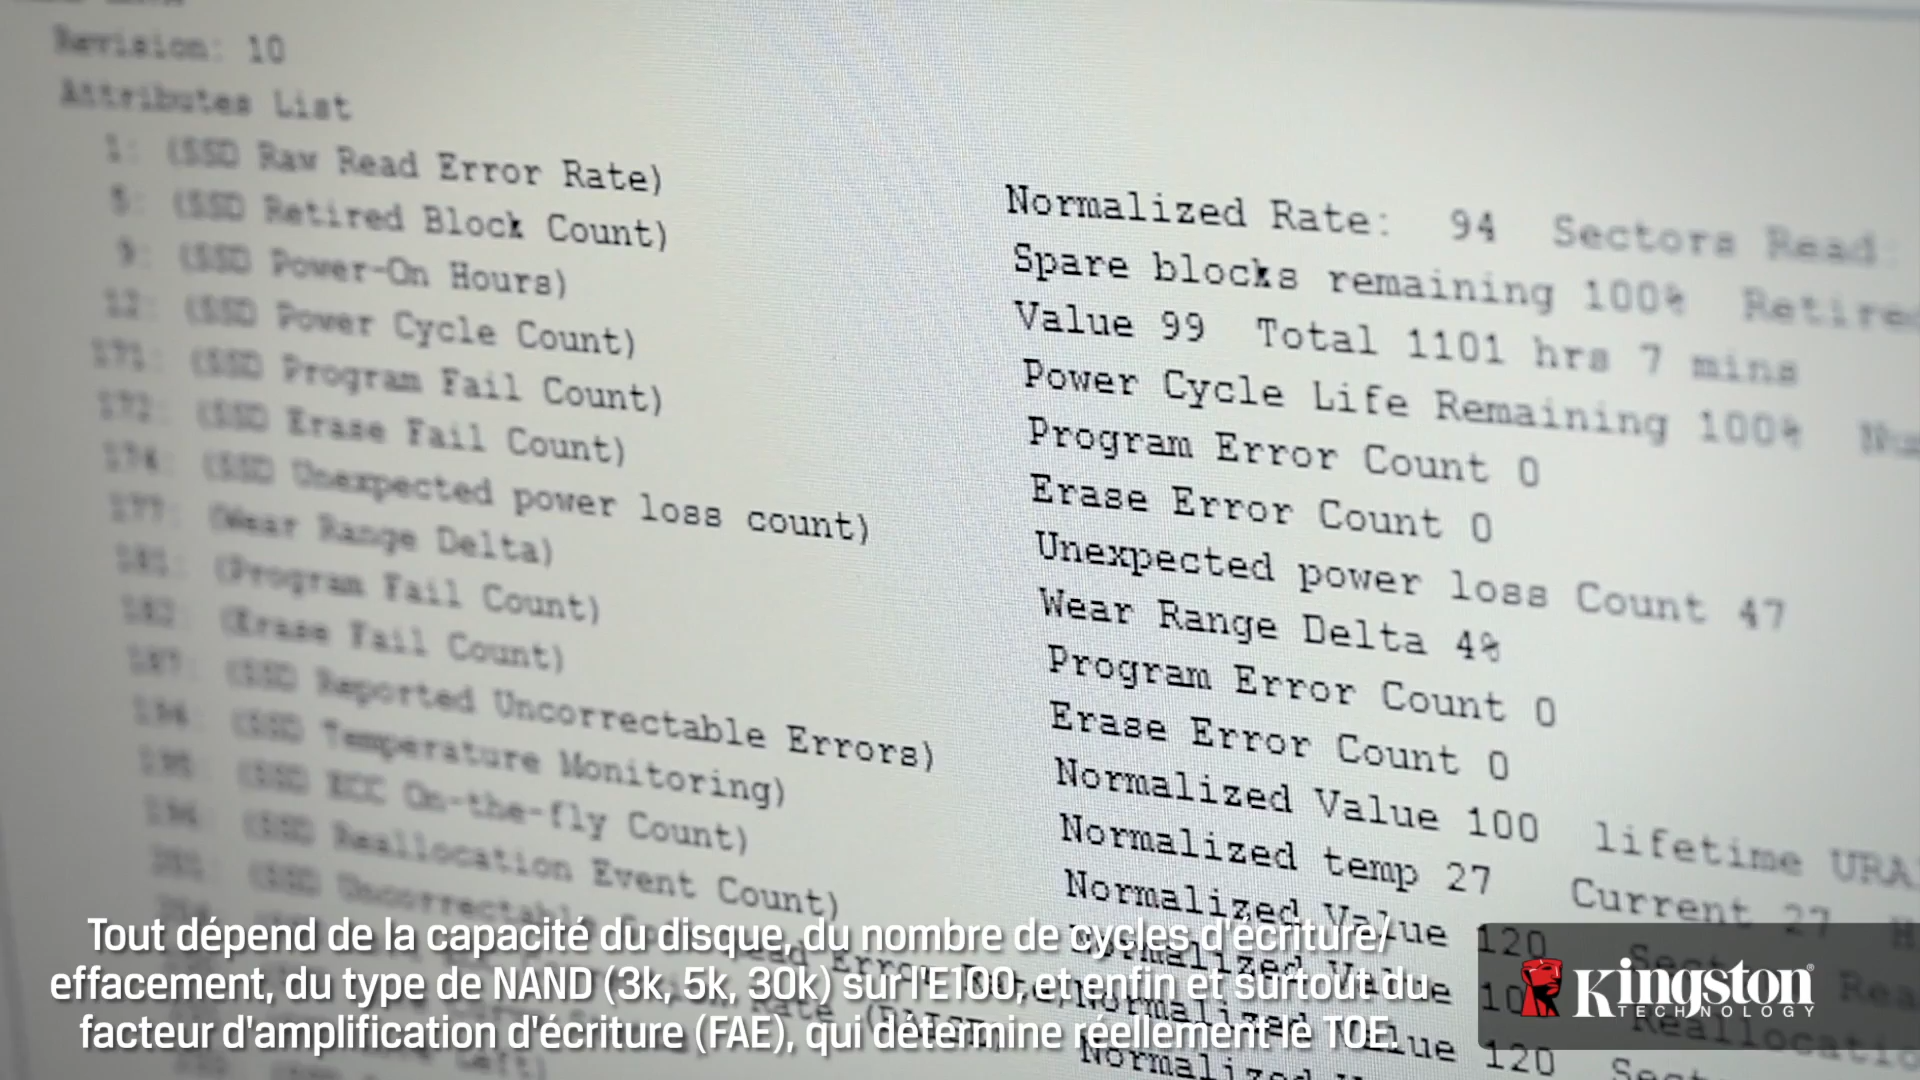 Revision: 10
Attributes List
1: (SSD Raw Read Error Rate) Normalized Rate: 94 Sectors Read:
5: (SSD Retired Block Count) Spare blocks remaining 100% Retired
9: (SSD Power-On Hours) Value 99 Total 1101 hrs 7 mins
12: (SSD Power Cycle Count) Power Cycle Life Remaining 100%
171: (SSD Program Fail Count) Program Error Count 0
172: (SSD Erase Fail Count) Erase Error Count 0
174: (SSD Unexpected power loss count) Unexpected power loss Count 47
177: (Wear Range Delta) Wear Range Delta 4%
181: (Program Fail Count) Program Error Count 0
182: (Erase Fail Count) Erase Error Count 0
187: (SSD Reported Uncorrectable Errors) Normalized Value 100 lifetime
194: (SSD Temperature Monitoring) Normalized temp 27 Current 27
195: (SSD ECC On-the-fly Count) Normalized Value 120
196: (SSD Reallocation Event Count) Normalized Value
Normalized Value 120
Tout dépend de la capacité du disque, du nombre de cycles d'écriture/
effacement, du type de NAND (3k, 5k, 30k) sur l'E100, et enfin et surtout du
facteur d'amplification d'écriture (FAE), qui détermine réellement le TOE.
Kingston
TECHNOLOGY